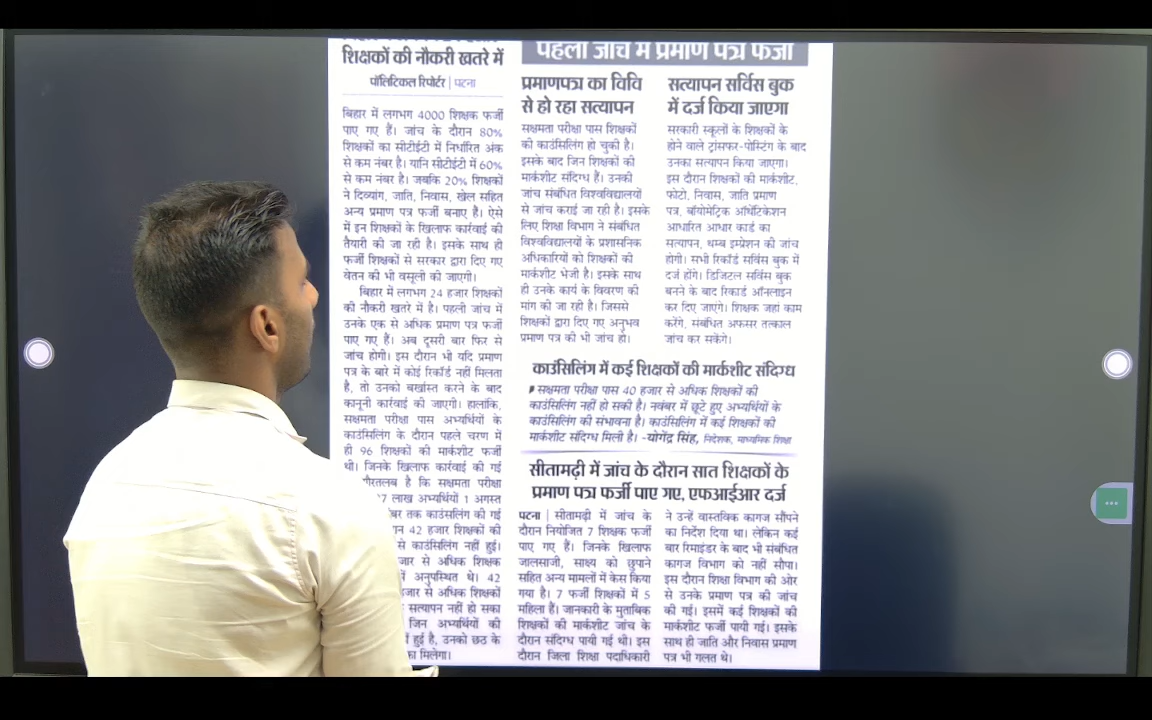 शिक्षकों की नौकरी खतरे में
पॉलिटिकल रिपोर्टर | पटना
बिहार में लगभग 4000 शिक्षक फर्जी
पाए गए हैं। जांच के दौरान 80%
शिक्षकों का सीटीईटी में निर्धारित अंक
से कम नंबर है। यानि सीटीईटी में 60%
से कम नंबर है। जबकि 20% शिक्षकों
ने दिव्यांग, जाति, निवास, खेल सहित
अन्य प्रमाण पत्र फर्जी बनाए है। ऐसे
में इन शिक्षकों के खिलाफ कार्रवाई की
तैयारी की जा रही है। इसके साथ ही
फर्जी शिक्षकों से सरकार द्वारा दिए गए
वेतन की भी वसूली की जाएगी।
बिहार में लगभग 24 हजार शिक्षकों
की नौकरी खतरे में है। पहली जांच में
उनके एक से अधिक प्रमाण पत्र फर्जी
पाए गए हैं। अब दूसरी बार फिर से
जांच होगी। इस दौरान भी यदि प्रमाण
पत्र के बारे में कोई रिकॉर्ड नहीं मिलता
है, तो उनको बर्खास्त करने के बाद
कानूनी कार्रवाई की जाएगी। हालांकि,
सक्षमता परीक्षा पास अभ्यर्थियों के
काउंसिलिंग के दौरान पहले चरण में
ही 96 शिक्षकों की मार्कशीट फर्जी
थी। जिनके खिलाफ कार्रवाई की गई
है कि सक्षमता परीक्षा
लाख अभ्यर्थियों 1 अगस्त
तक काउंसलिंग की गई
42 हजार शिक्षकों की
से काउंसिलिंग नहीं हुई।
से अधिक शिक्षक
अनुपस्थित थे। 42
से अधिक शिक्षकों
सत्यापन नहीं हो सका
जिन अभ्यर्थियों की
हुई है, उनको छठ के
मिलेगा।
पहली जांच में प्रमाण पत्र फर्जी
प्रमाणपत्र का विवि
से हो रहा सत्यापन
सक्षमता परीक्षा पास शिक्षकों
की काउंसिलिंग हो चुकी है।
इसके बाद जिन शिक्षकों की
मार्कशीट संदिग्ध हैं। उनकी
जांच संबंधित विश्वविद्यालयों
से जांच कराई जा रही है। इसके
लिए शिक्षा विभाग ने संबंधित
विश्वविद्यालयों के प्रशासनिक
अधिकारियों को शिक्षकों की
मार्कशीट भेजी है। इसके साथ
ही उनके कार्य के विवरण की
मांग की जा रही है। जिससे
शिक्षकों द्वारा दिए गए अनुभव
प्रमाण पत्र की भी जांच हो।
सत्यापन सर्विस बुक
में दर्ज किया जाएगा
सरकारी स्कूलों के शिक्षकों के
होने वाले ट्रांसफर-पोस्टिंग के बाद
उनका सत्यापन किया जाएगा।
इस दौरान शिक्षकों की मार्कशीट,
फोटो, निवास, जाति प्रमाण
पत्र, बॉयोमेट्रिक ऑथेंटिकेशन
आधारित आधार कार्ड का
सत्यापन, थम्ब इम्प्रेशन की जांच
होगी। सभी रिकॉर्ड सर्विस बुक में
दर्ज होंगे। डिजिटल सर्विस बुक
बनने के बाद रिकार्ड ऑनलाइन
कर दिए जाएंगे। शिक्षक जहां काम
करेंगे, संबंधित अफसर तत्काल
जांच कर सकेंगे।
काउंसिलिंग में कई शिक्षकों की मार्कशीट संदिग्ध
सक्षमता परीक्षा पास 40 हजार से अधिक शिक्षकों की
काउंसिलिंग नहीं हो सकी है। नवंबर में छूटे हुए अभ्यर्थियों के
काउंसिलिंग की संभावना है। काउंसिलिंग में कई शिक्षकों की
मार्कशीट संदिग्ध मिली है। -योगेंद्र सिंह, निदेशक, माध्यमिक शिक्षा
सीतामढ़ी में जांच के दौरान सात शिक्षकों के
प्रमाण पत्र फर्जी पाए गए, एफआईआर दर्ज
पटना | सीतामढ़ी में जांच के
दौरान नियोजित 7 शिक्षक फर्जी
पाए गए हैं। जिनके खिलाफ
जालसाजी, साक्ष्य को छुपाने
सहित अन्य मामलों में केस किया
गया है। 7 फर्जी शिक्षकों में 5
महिला हैं। जानकारी के मुताबिक
शिक्षकों की मार्कशीट जांच के
दौरान संदिग्ध पायी गई थी। इस
दौरान जिला शिक्षा पदाधिकारी
ने उन्हें वास्तविक कागज सौंपने
का निर्देश दिया था। लेकिन कई
बार रिमाइंडर के बाद भी संबंधित
कागज विभाग को नहीं सौंपा।
इस दौरान शिक्षा विभाग की ओर
से उनके प्रमाण पत्र की जांच
की गई। इसमें कई शिक्षकों की
मार्कशीट फर्जी पायी गई। इसके
साथ ही जाति और निवास प्रमाण
पत्र भी गलत थे।